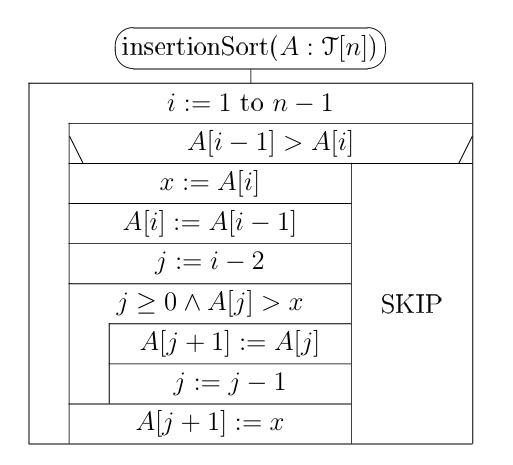 insertionSort(A : 𝔗[n])
i := 1 to n − 1
A[i − 1] > A[i]
x := A[i]
A[i] := A[i − 1]
j := i − 2
j ≥ 0 ∧ A[j] > x
SKIP
A[j + 1] := A[j]
j := j − 1
A[j + 1] := x